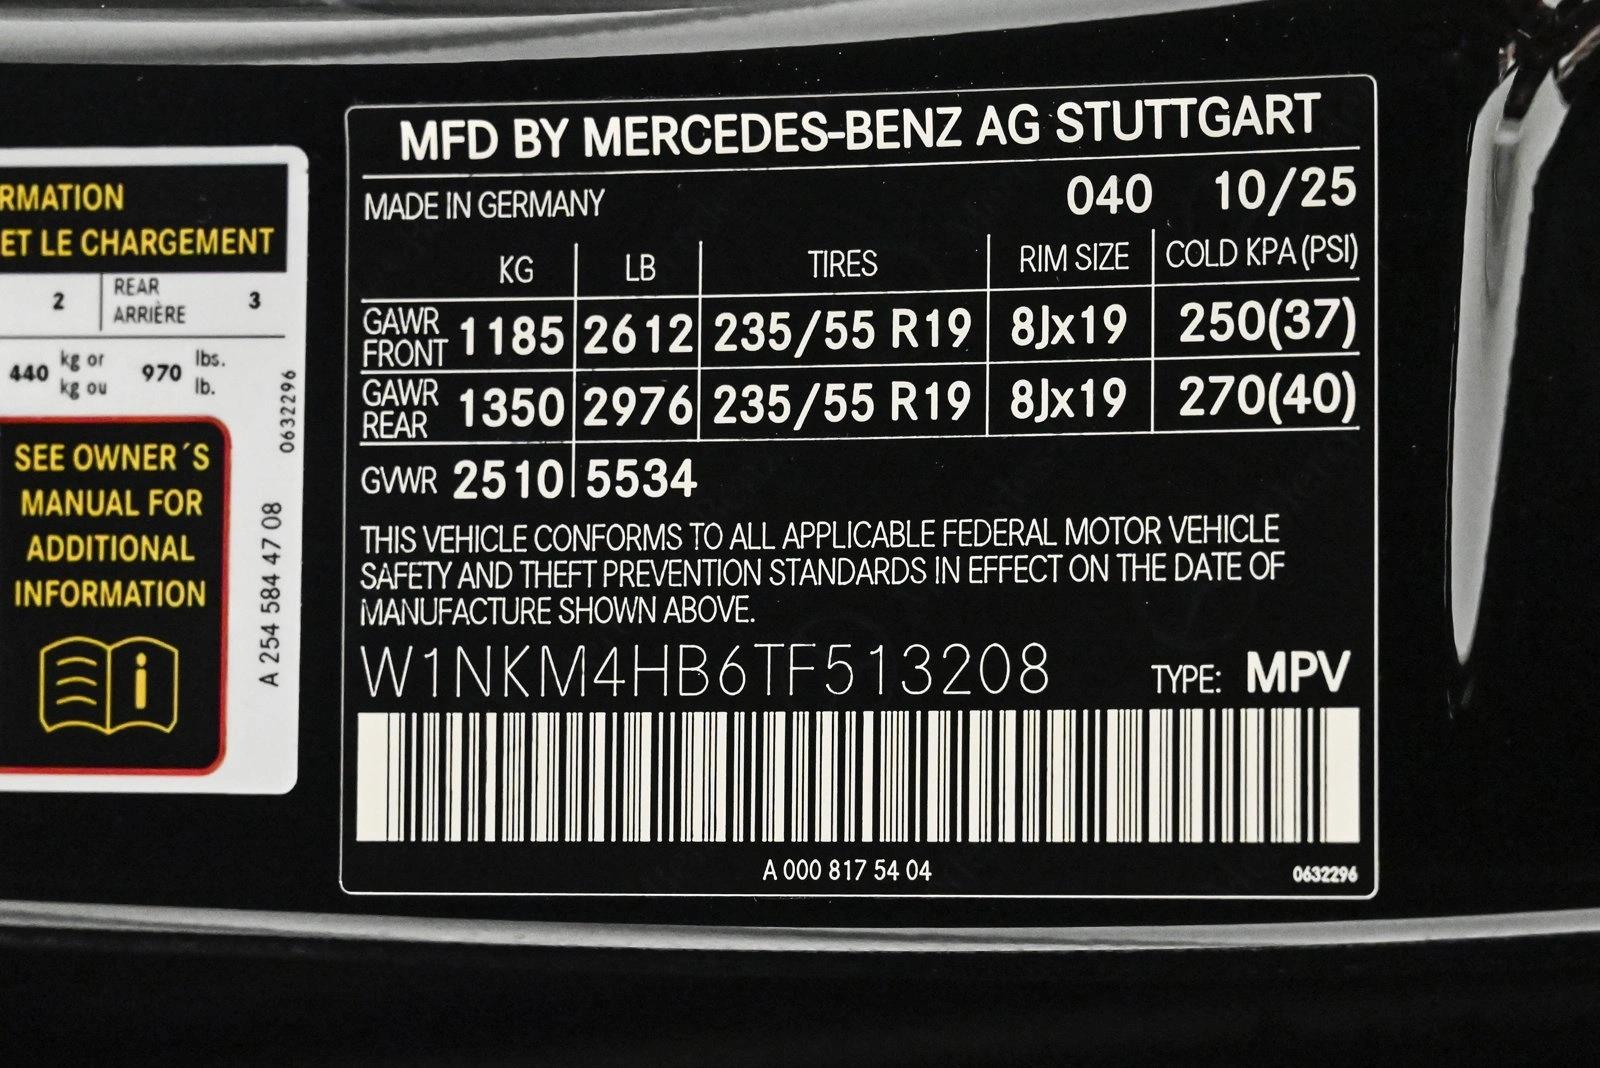 RMATION
ET LE CHARGEMENT
2 REAR 3
ARRIÈRE
440 kg or 970 lbs.
kg ou lb.
0632296
SEE OWNER´S
MANUAL FOR
ADDITIONAL
INFORMATION
A 254 584 47 08
MFD BY MERCEDES-BENZ AG STUTTGART
MADE IN GERMANY 040 10/25
KG LB TIRES RIM SIZE COLD KPA (PSI)
GAWR FRONT 1185 2612 235/55 R19 8Jx19 250(37)
GAWR REAR 1350 2976 235/55 R19 8Jx19 270(40)
GVWR 2510 5534
THIS VEHICLE CONFORMS TO ALL APPLICABLE FEDERAL MOTOR VEHICLE
SAFETY AND THEFT PREVENTION STANDARDS IN EFFECT ON THE DATE OF
MANUFACTURE SHOWN ABOVE.
W1NKM4HB6TF513208 TYPE: MPV
A 000 817 54 04 0632296